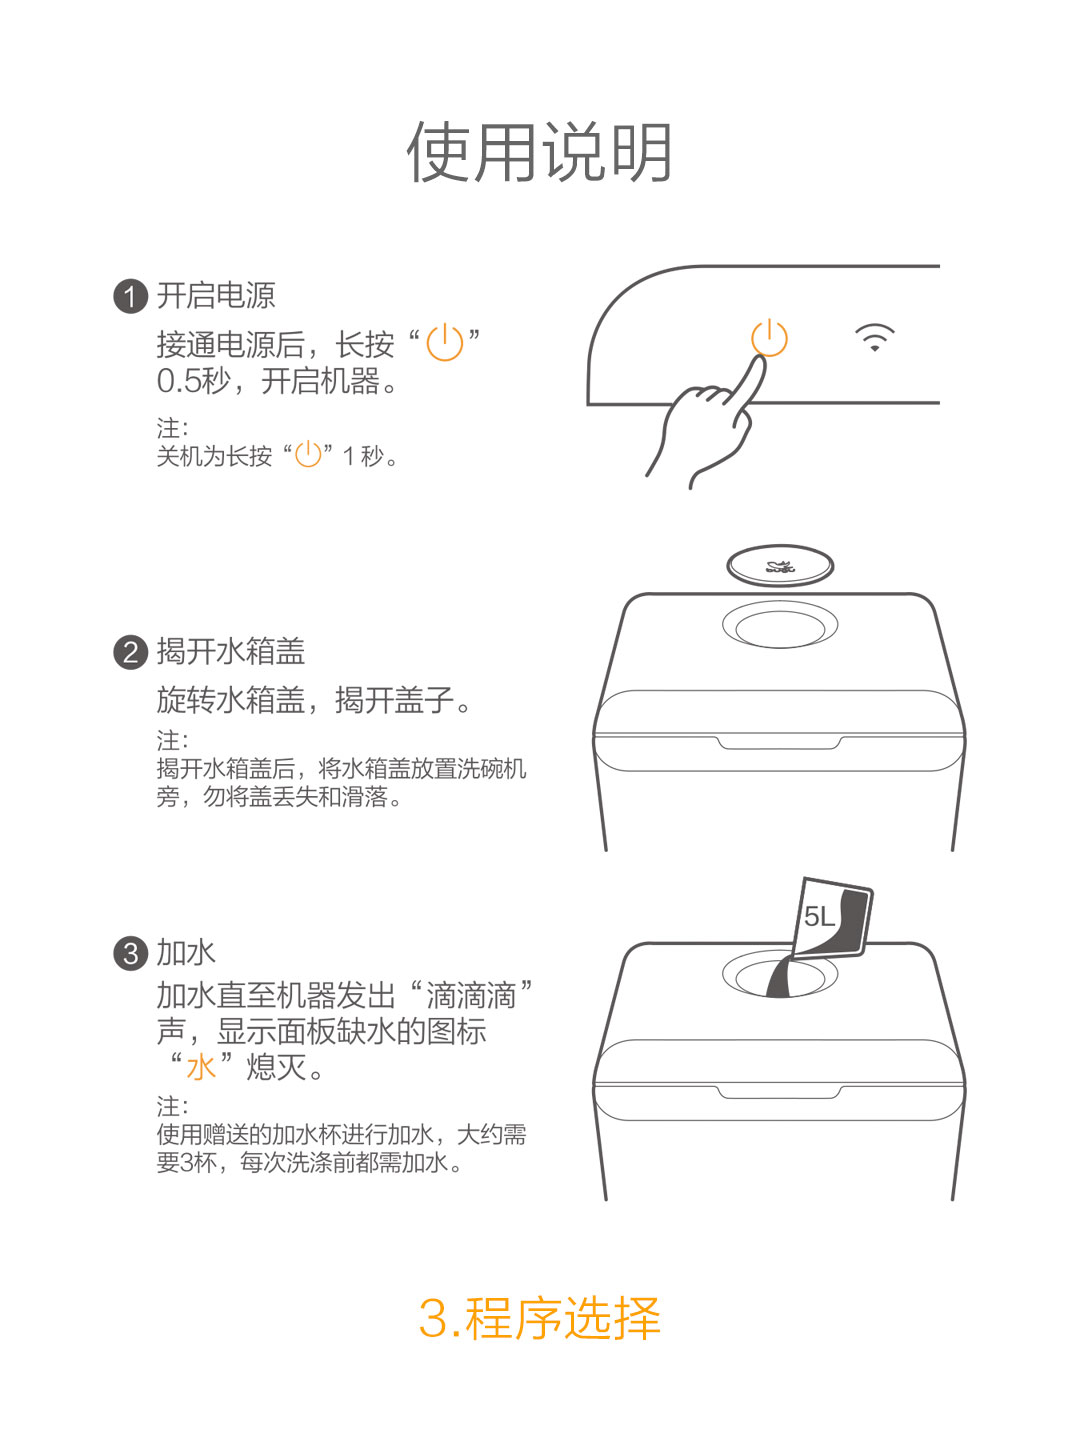 使用说明
1 开启电源
接通电源后，长按“⏻”
0.5秒，开启机器。
注：
关机为长按“⏻”1秒。
2 揭开水箱盖
旋转水箱盖，揭开盖子。
注：
揭开水箱盖后，将水箱盖放置洗碗机
旁，勿将盖丢失和滑落。
5L
3 加水
加水直至机器发出“滴滴滴”
声，显示面板缺水的图标
“水”熄灭。
注：
使用赠送的加水杯进行加水，大约需
要3杯，每次洗涤前都需加水。
3.程序选择